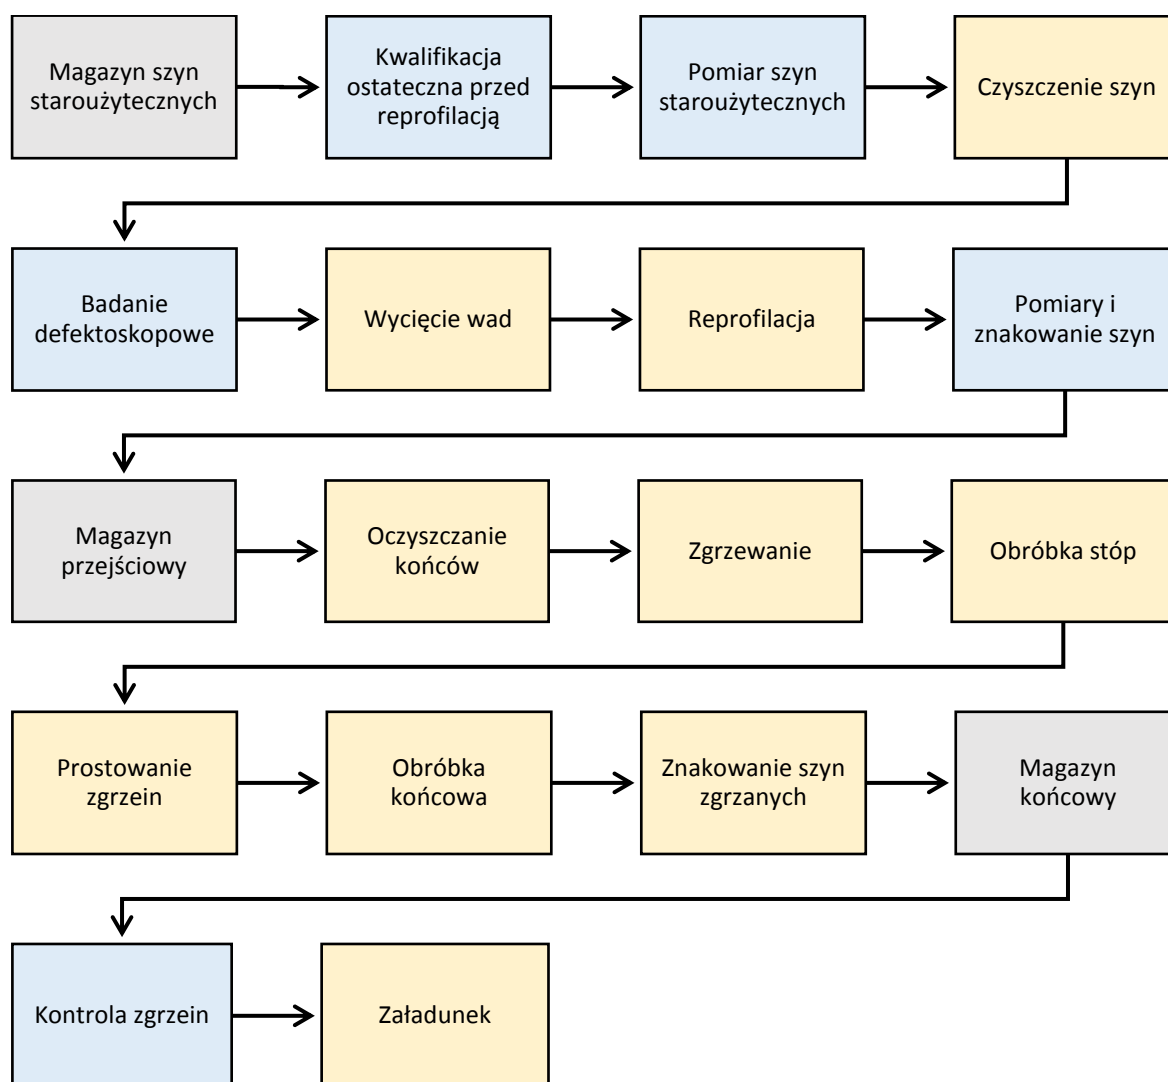 Magazyn szyn
staroużytecznych
Kwalifikacja
ostateczna przed
reprofilacją
Pomiar szyn
staroużytecznych
Czyszczenie szyn
Badanie
defektoskopowe
Wycięcie wad
Reprofilacja
Pomiary i
znakowanie szyn
Magazyn
przejściowy
Oczyszczanie
końców
Zgrzewanie
Obróbka stóp
Prostowanie
zgrzein
Obróbka
końcowa
Znakowanie szyn
zgrzanych
Magazyn
końcowy
Kontrola zgrzein
Załadunek